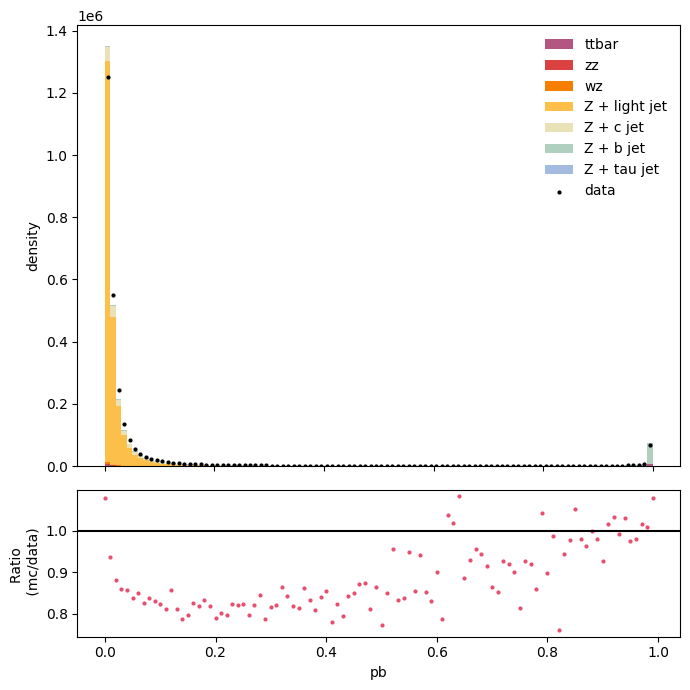 1e6
1.4
1.2
1.0
0.8
0.6
0.4
0.2
0.0
density
ttbar
zz
wz
Z + light jet
Z + c jet
Z + b jet
Z + tau jet
data
1.0
0.9
0.8
Ratio
(mc/data)
0.0 0.2 0.4 0.6 0.8 1.0
pb